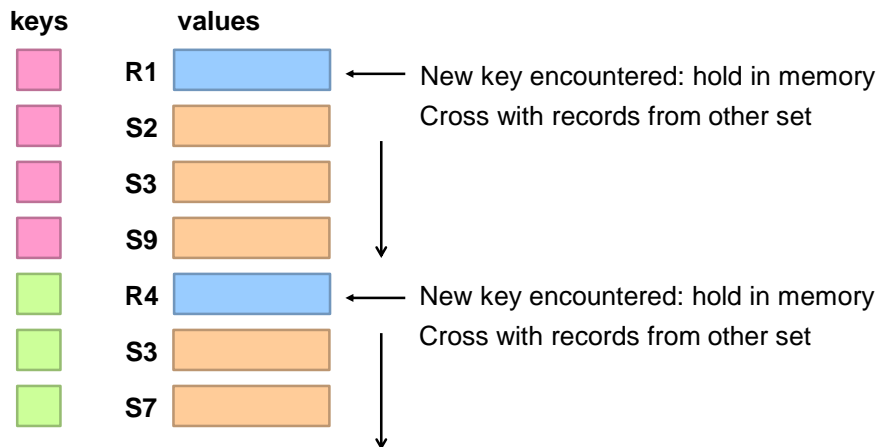 keys values
R1
New key encountered: hold in memory
Cross with records from other set
S2
S3
S9
R4
New key encountered: hold in memory
Cross with records from other set
S3
S7